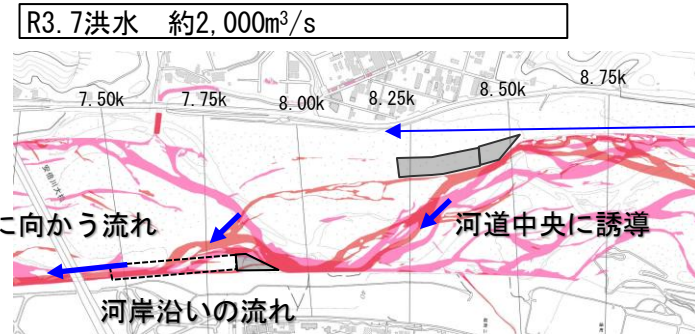 R3.7洪水 約2,000m³/s
7.50k
7.75k
8.00k
8.25k
8.50k
8.75k
に向かう流れ
河道中央に誘導
河岸沿いの流れ